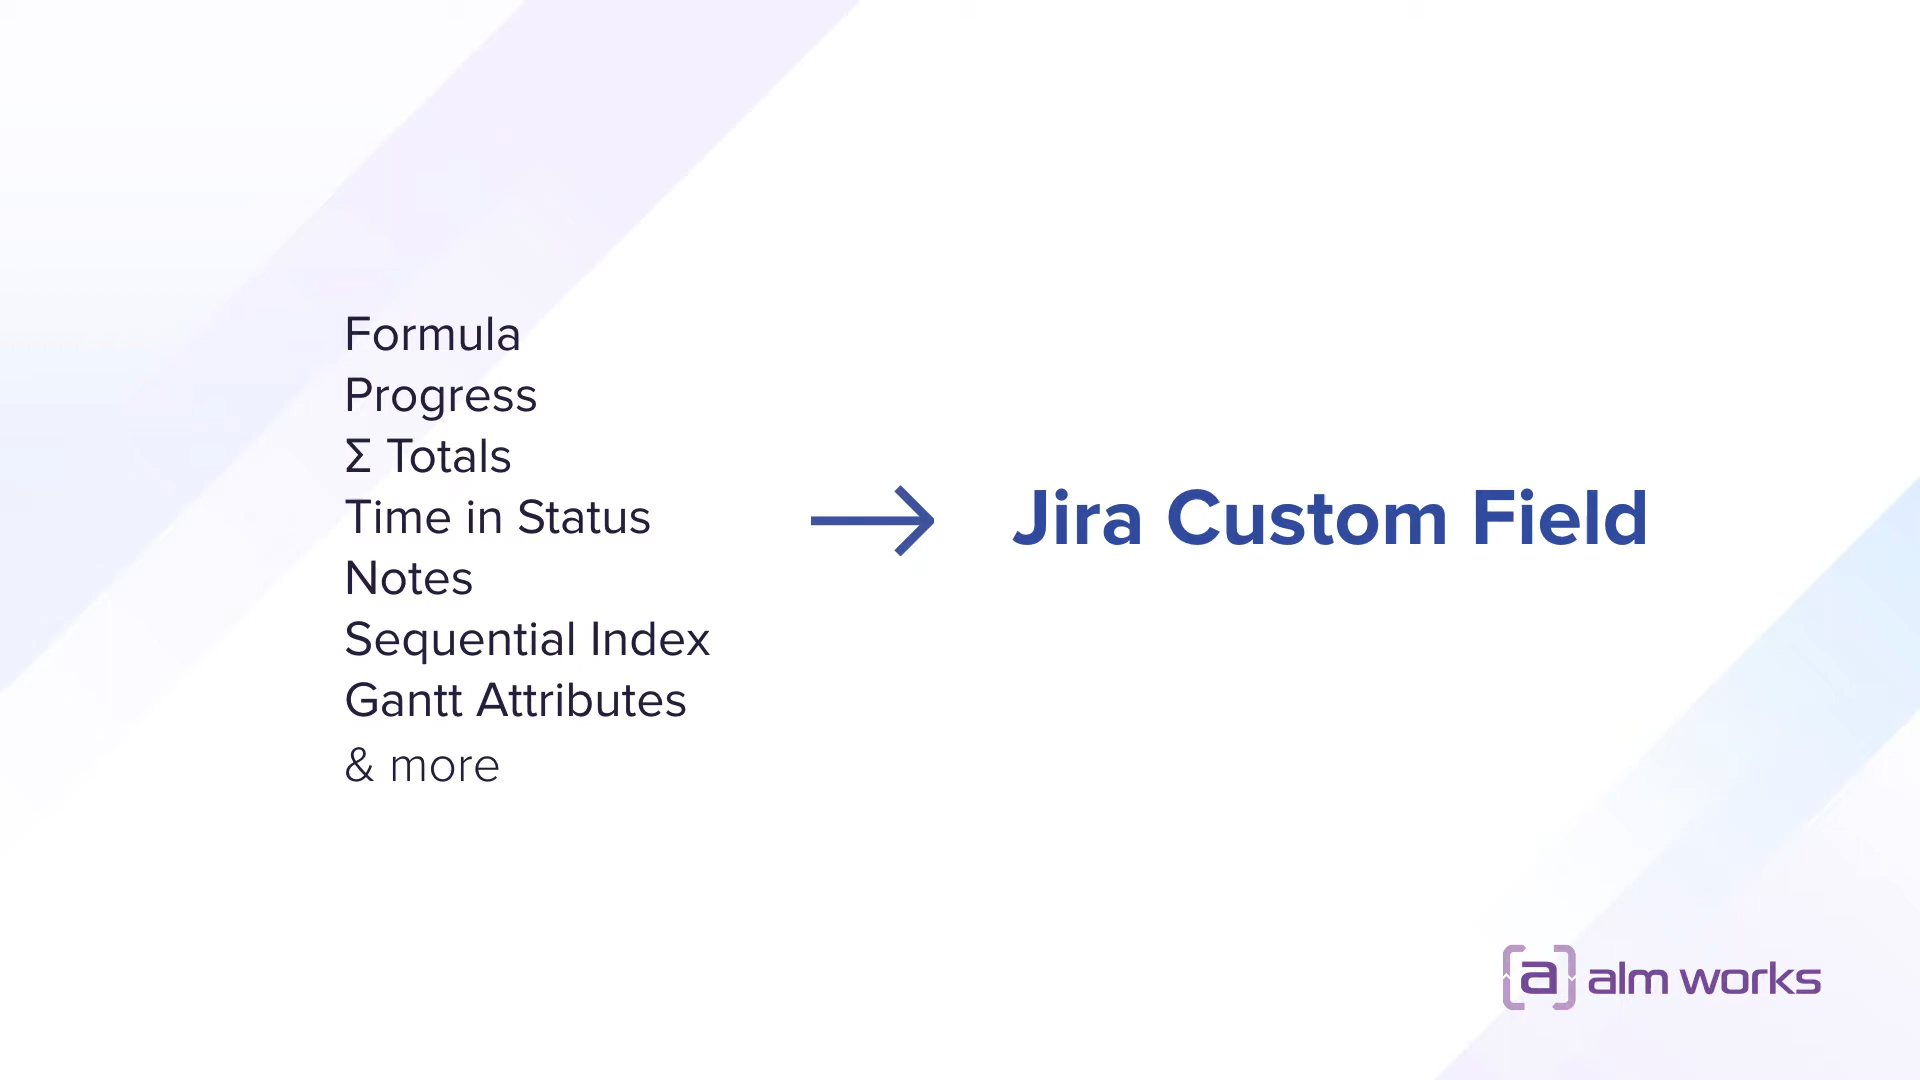 Formula
Progress
Σ Totals
Time in Status
Notes
Sequential Index
Gantt Attributes
& more
Jira Custom Field
[a] alm works